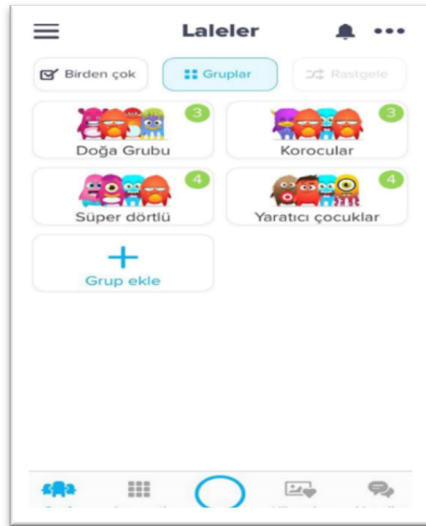 Laleler
Birden çok
Gruplar
Rastgele
3
3
Doğa Grubu
Korocular
4
4
Süper dörtlü
Yaratıcı çocuklar
Grup ekle